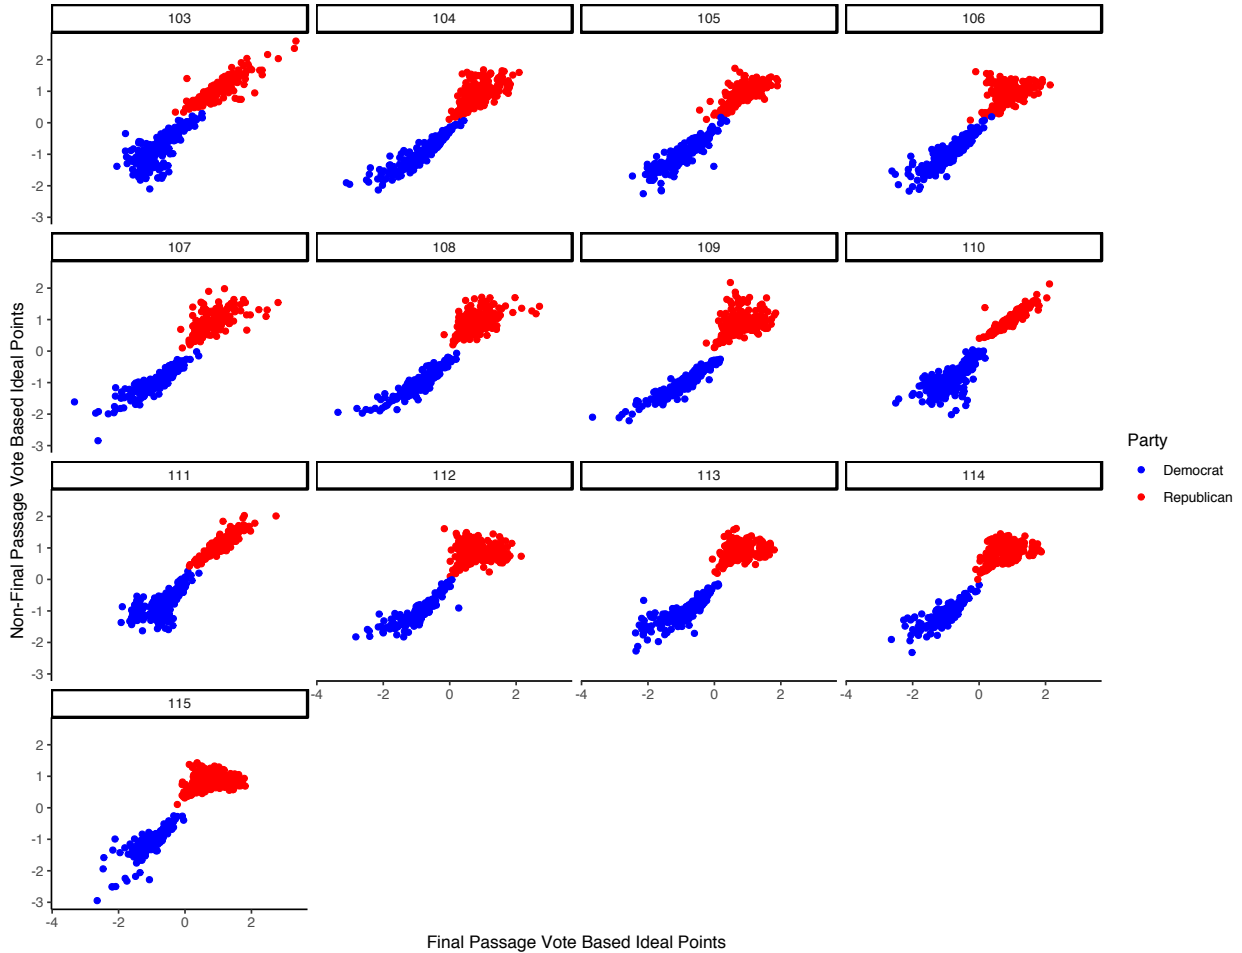 103 104 105 106
2
1
0
-1
-2
-3
107 108 109 110
2
1
0
-1
-2
-3
Non-Final Passage Vote Based Ideal Points
Party
Democrat
Republican
111 112 113 114
2
1
0
-1
-2
-3
-4 -2 0 2 -4 -2 0 2 -4 -2 0 2
115
2
1
0
-1
-2
-3
-4 -2 0 2
Final Passage Vote Based Ideal Points